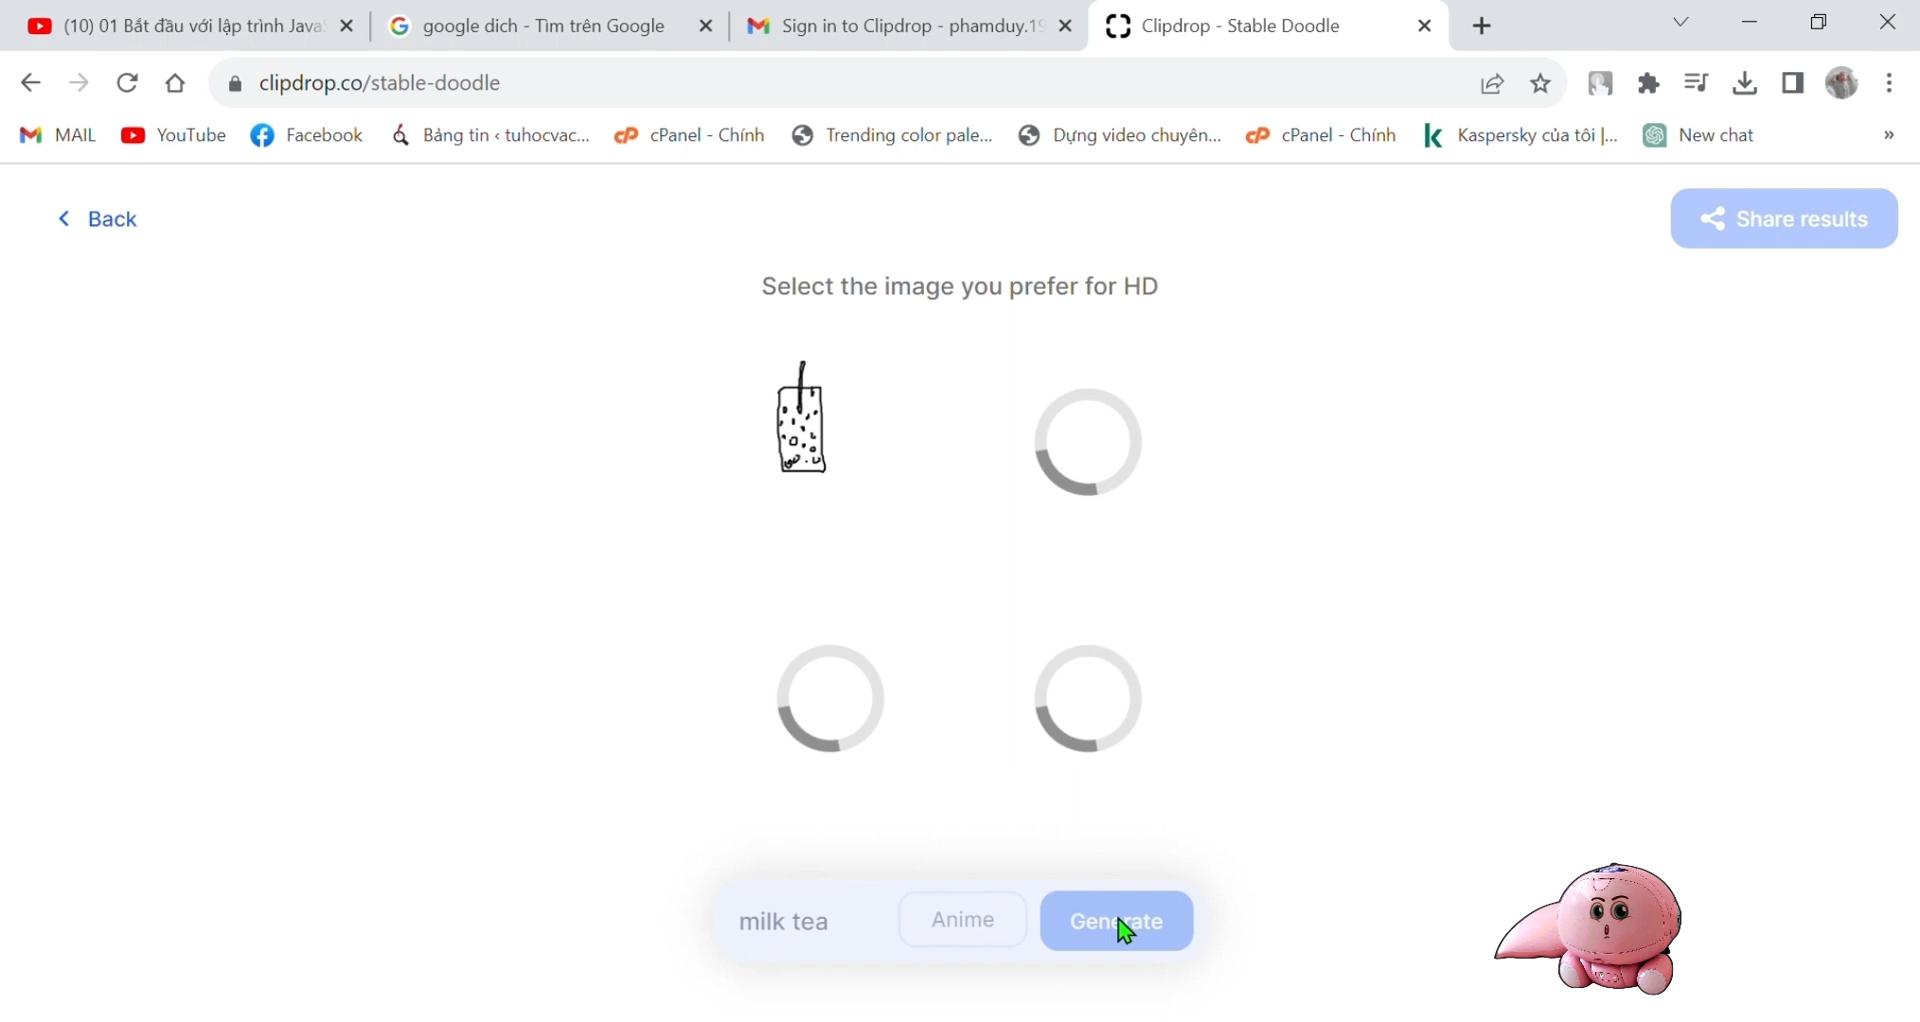 (10) 01 Bắt đầu với lập trình JavaS
google dich - Tìm trên Google
Sign in to Clipdrop - phamduy.19
Clipdrop - Stable Doodle
clipdrop.co/stable-doodle
MAIL
YouTube
Facebook
Bảng tin ‹ tuhocvac...
cPanel - Chính
Trending color pale...
Dựng video chuyên...
cPanel - Chính
Kaspersky của tôi |...
New chat
»
Back
Share results
Select the image you prefer for HD
milk tea
Anime
Generate